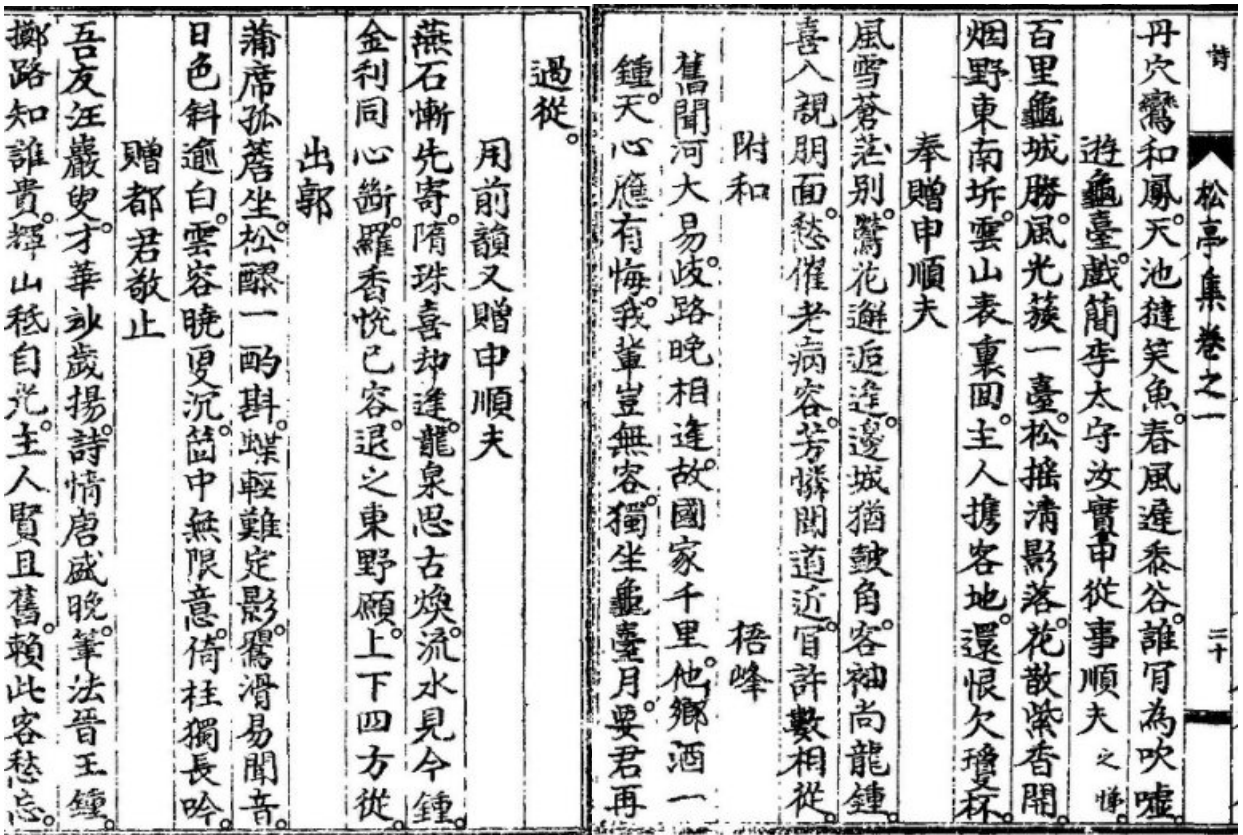 詩
松亭集卷之一
二十
丹穴鸞和鳳。天池撻笑魚。春風遲黍谷。誰肯為吹噓。
遊龜臺。戲簡李太守汝實申從事順夫 之悌
百里龜城勝。風光簇一臺。松搖清影落。花散紫香開。
烟野東南坼。雲山表裏回。主人携客地。還恨欠瓊杯。
奉贈申順夫
風雪蒼茫別。鶯花邂逅逢。邊城猶鼓角。客袖尚龍鍾。
喜入親朋面。愁催老病容。芳憐聞道近。肯許數相從。
附和 梧峰
舊聞河大易。歧路晚相逢。故國家千里。他鄉酒一
鍾。天心應有悔。我輩豈無客。獨坐龜臺月。要君再
過從。
用前韻又贈申順夫
燕石慚先寄。隋珠喜却逢。龍泉思古煥。流水見今鍾。
金利同心斷。羅香悅已容。退之東野願。上下四方從。
出郭
蒲席孤蓬坐。松醪一酌斟。蝶輕難定影。鶯滑易聞音。
日色斜逾白。雲容曉更沉。箇中無限意。倚柱獨長吟。
贈都君敬止
吾友汪巖叟。才華玅歲揚。詩情唐盛晚。筆法晉王鍾。
擲路知誰貴。輝山秪自光。主人賢且舊。賴此客愁忘。